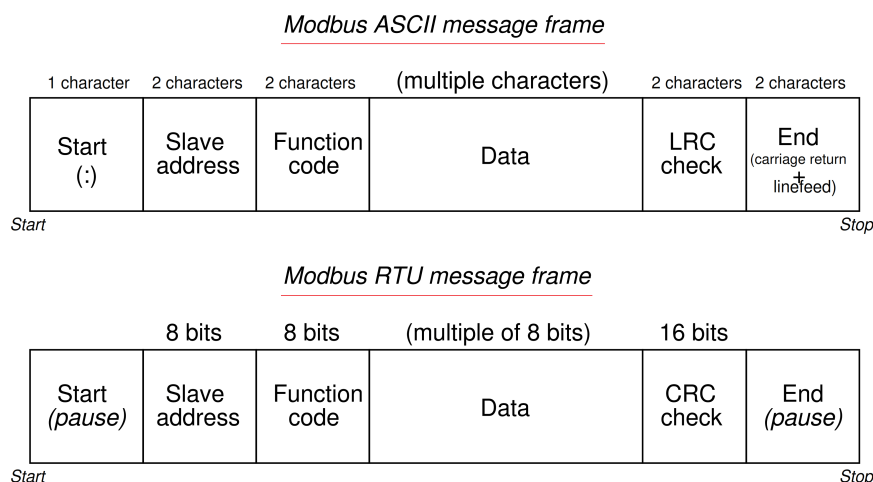 Modbus ASCII message frame
1 character 2 characters 2 characters (multiple characters) 2 characters 2 characters
Start
(:)
Slave
address
Function
code
Data
LRC
check
End
(carriage return
+
linefeed)
Start Stop
Modbus RTU message frame
8 bits 8 bits (multiple of 8 bits) 16 bits
Start
(pause)
Slave
address
Function
code
Data
CRC
check
End
(pause)
Start Stop